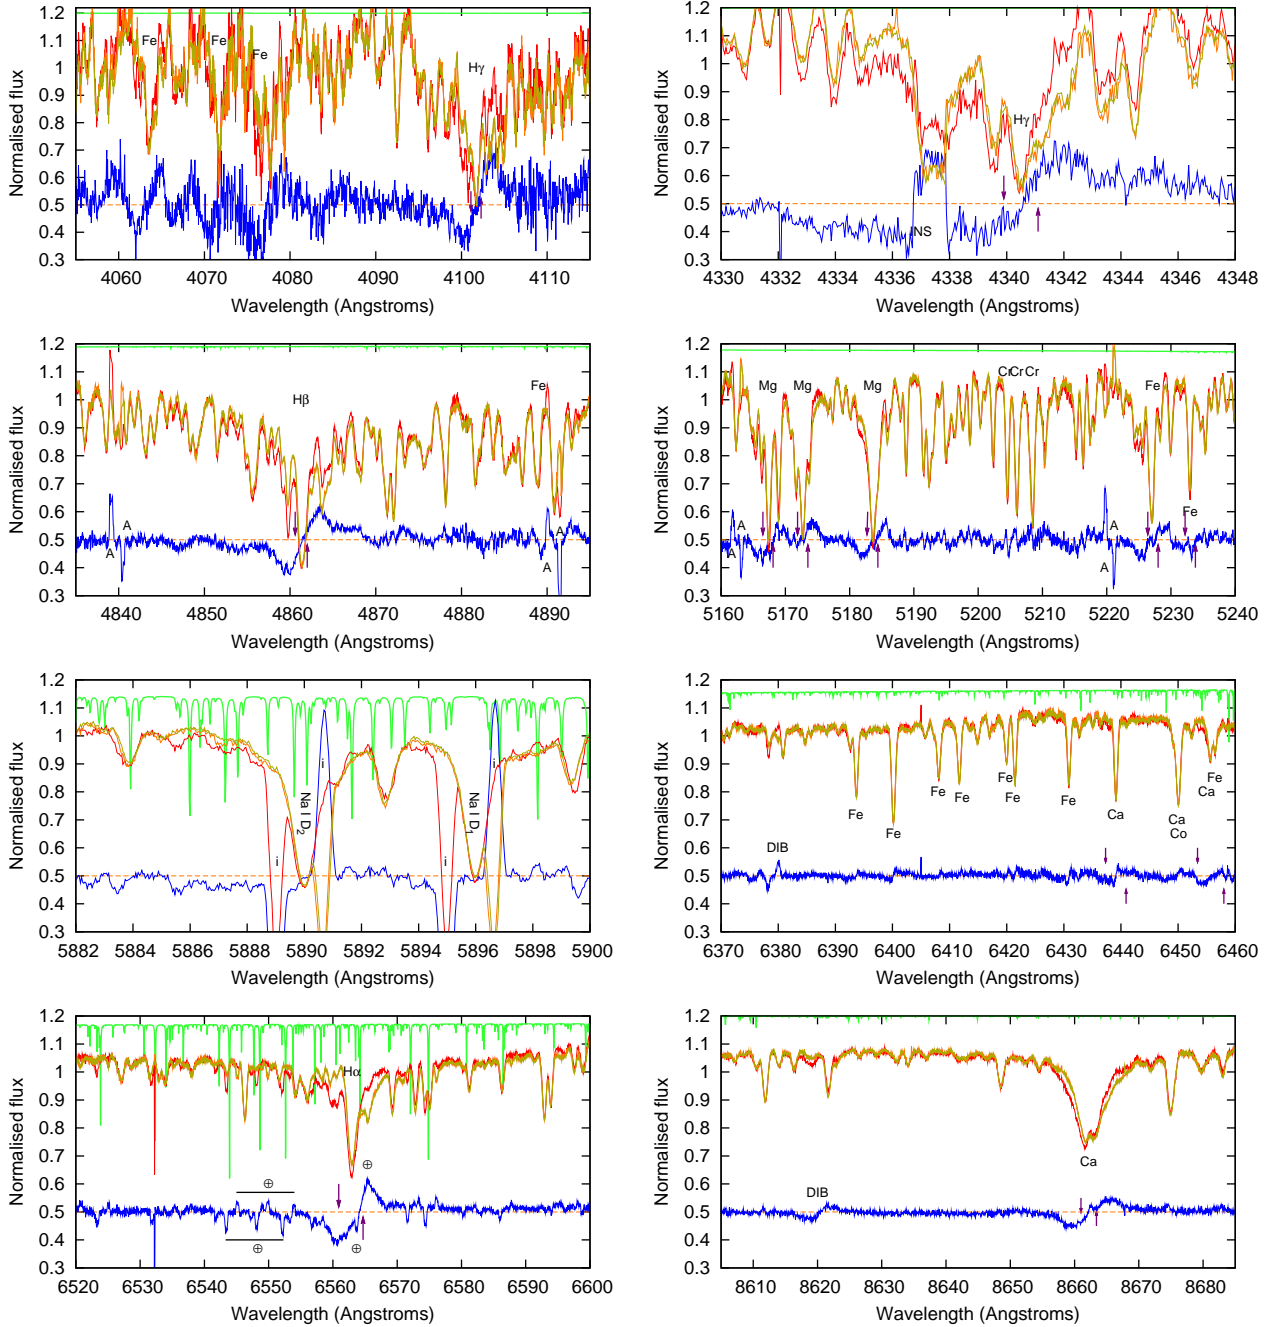 1.2
1.1
1
0.9
0.8
0.7
0.6
0.5
0.4
0.3
Normalised flux
Fe
Fe
Fe
Hγ
4060 4070 4080 4090 4100 4110
Wavelength (Angstroms)
1.2
1.1
1
0.9
0.8
0.7
0.6
0.5
0.4
0.3
Normalised flux
Hγ
INS
4330 4332 4334 4336 4338 4340 4342 4344 4346 4348
Wavelength (Angstroms)
1.2
1.1
1
0.9
0.8
0.7
0.6
0.5
0.4
0.3
Normalised flux
Hβ
Fe
A
A
A
A
4840 4850 4860 4870 4880 4890
Wavelength (Angstroms)
1.2
1.1
1
0.9
0.8
0.7
0.6
0.5
0.4
0.3
Normalised flux
Mg Mg Mg CrCrCr Fe
Fe
A
A
A
A
5160 5170 5180 5190 5200 5210 5220 5230 5240
Wavelength (Angstroms)
1.2
1.1
1
0.9
0.8
0.7
0.6
0.5
0.4
0.3
Normalised flux
Na I D2
Na I D1
i
i
i
i
5882 5884 5886 5888 5890 5892 5894 5896 5898 5900
Wavelength (Angstroms)
1.2
1.1
1
0.9
0.8
0.7
0.6
0.5
0.4
0.3
Normalised flux
Fe
Fe
Fe
Fe
Fe
Fe
Fe
Ca
Ca
Co
Ca
Fe
DIB
6370 6380 6390 6400 6410 6420 6430 6440 6450 6460
Wavelength (Angstroms)
1.2
1.1
1
0.9
0.8
0.7
0.6
0.5
0.4
0.3
Normalised flux
Hα
⊕
⊕
⊕
⊕
6520 6530 6540 6550 6560 6570 6580 6590 6600
Wavelength (Angstroms)
1.2
1.1
1
0.9
0.8
0.7
0.6
0.5
0.4
0.3
Normalised flux
Ca
DIB
8610 8620 8630 8640 8650 8660 8670 8680
Wavelength (Angstroms)